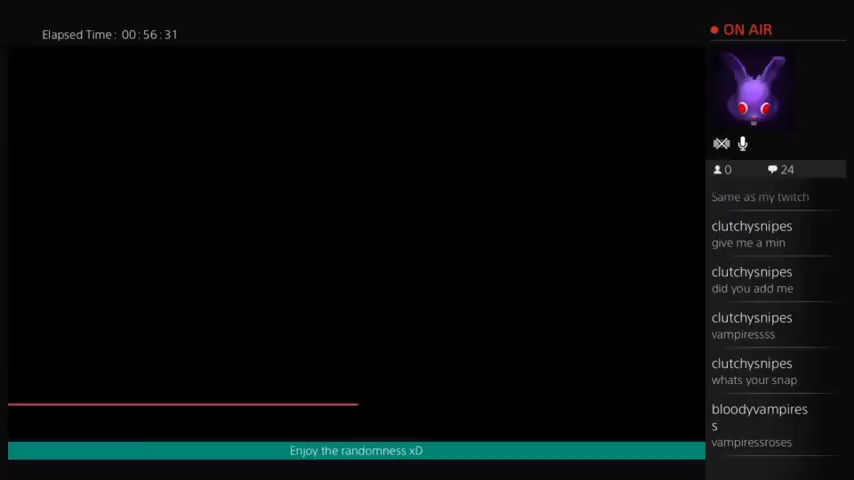 Elapsed Time: 00:56:31
ON AIR
0 24
Same as my twitch
clutchysnipes
give me a min
clutchysnipes
did you add me
clutchysnipes
vampiressss
clutchysnipes
whats your snap
bloodyvampires
s
vampiressroses
Enjoy the randomness xD